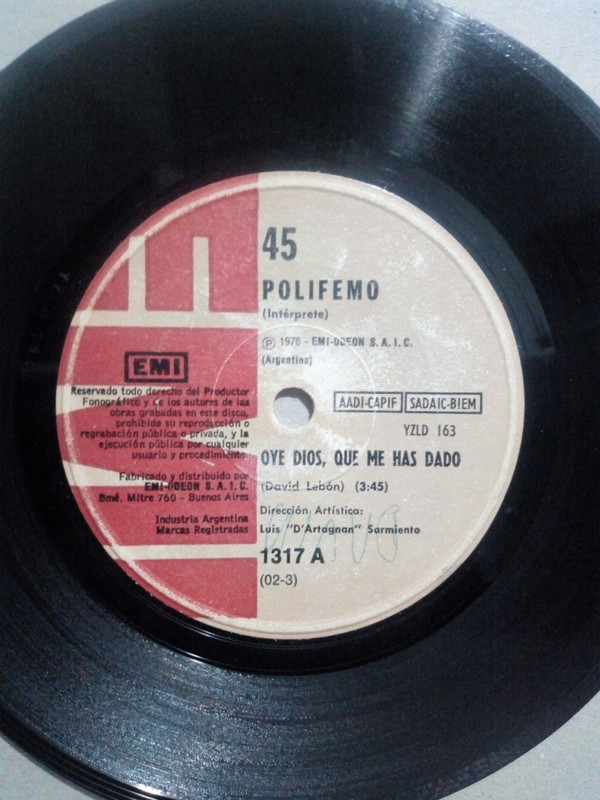 45
POLIFEMO
(Intérprete)
Ⓟ 1976 - EMI-ODEON S. A. I. C.
(Argentina)
EMI
Reservado todo derecho del Productor
Fonográfico y de los autores de las
obras grabadas en este disco,
prohibida su reproducción o
regrabación pública o privada, y la
ejecución pública por cualquier
usuario y procedimiento.
Fabricado y distribuido por
EMI-ODEON S. A. I. C.
Bmé. Mitre 760 - Buenos Aires
Industria Argentina
Marcas Registradas
AADI-CAPIF SADAIC-BIEM
YZLD 163
OYE DIOS, QUE ME HAS DADO
(David Lebón) (3:45)
Dirección Artística:
Luis "D'Artagnan" Sarmiento
1317 A
(02-3)